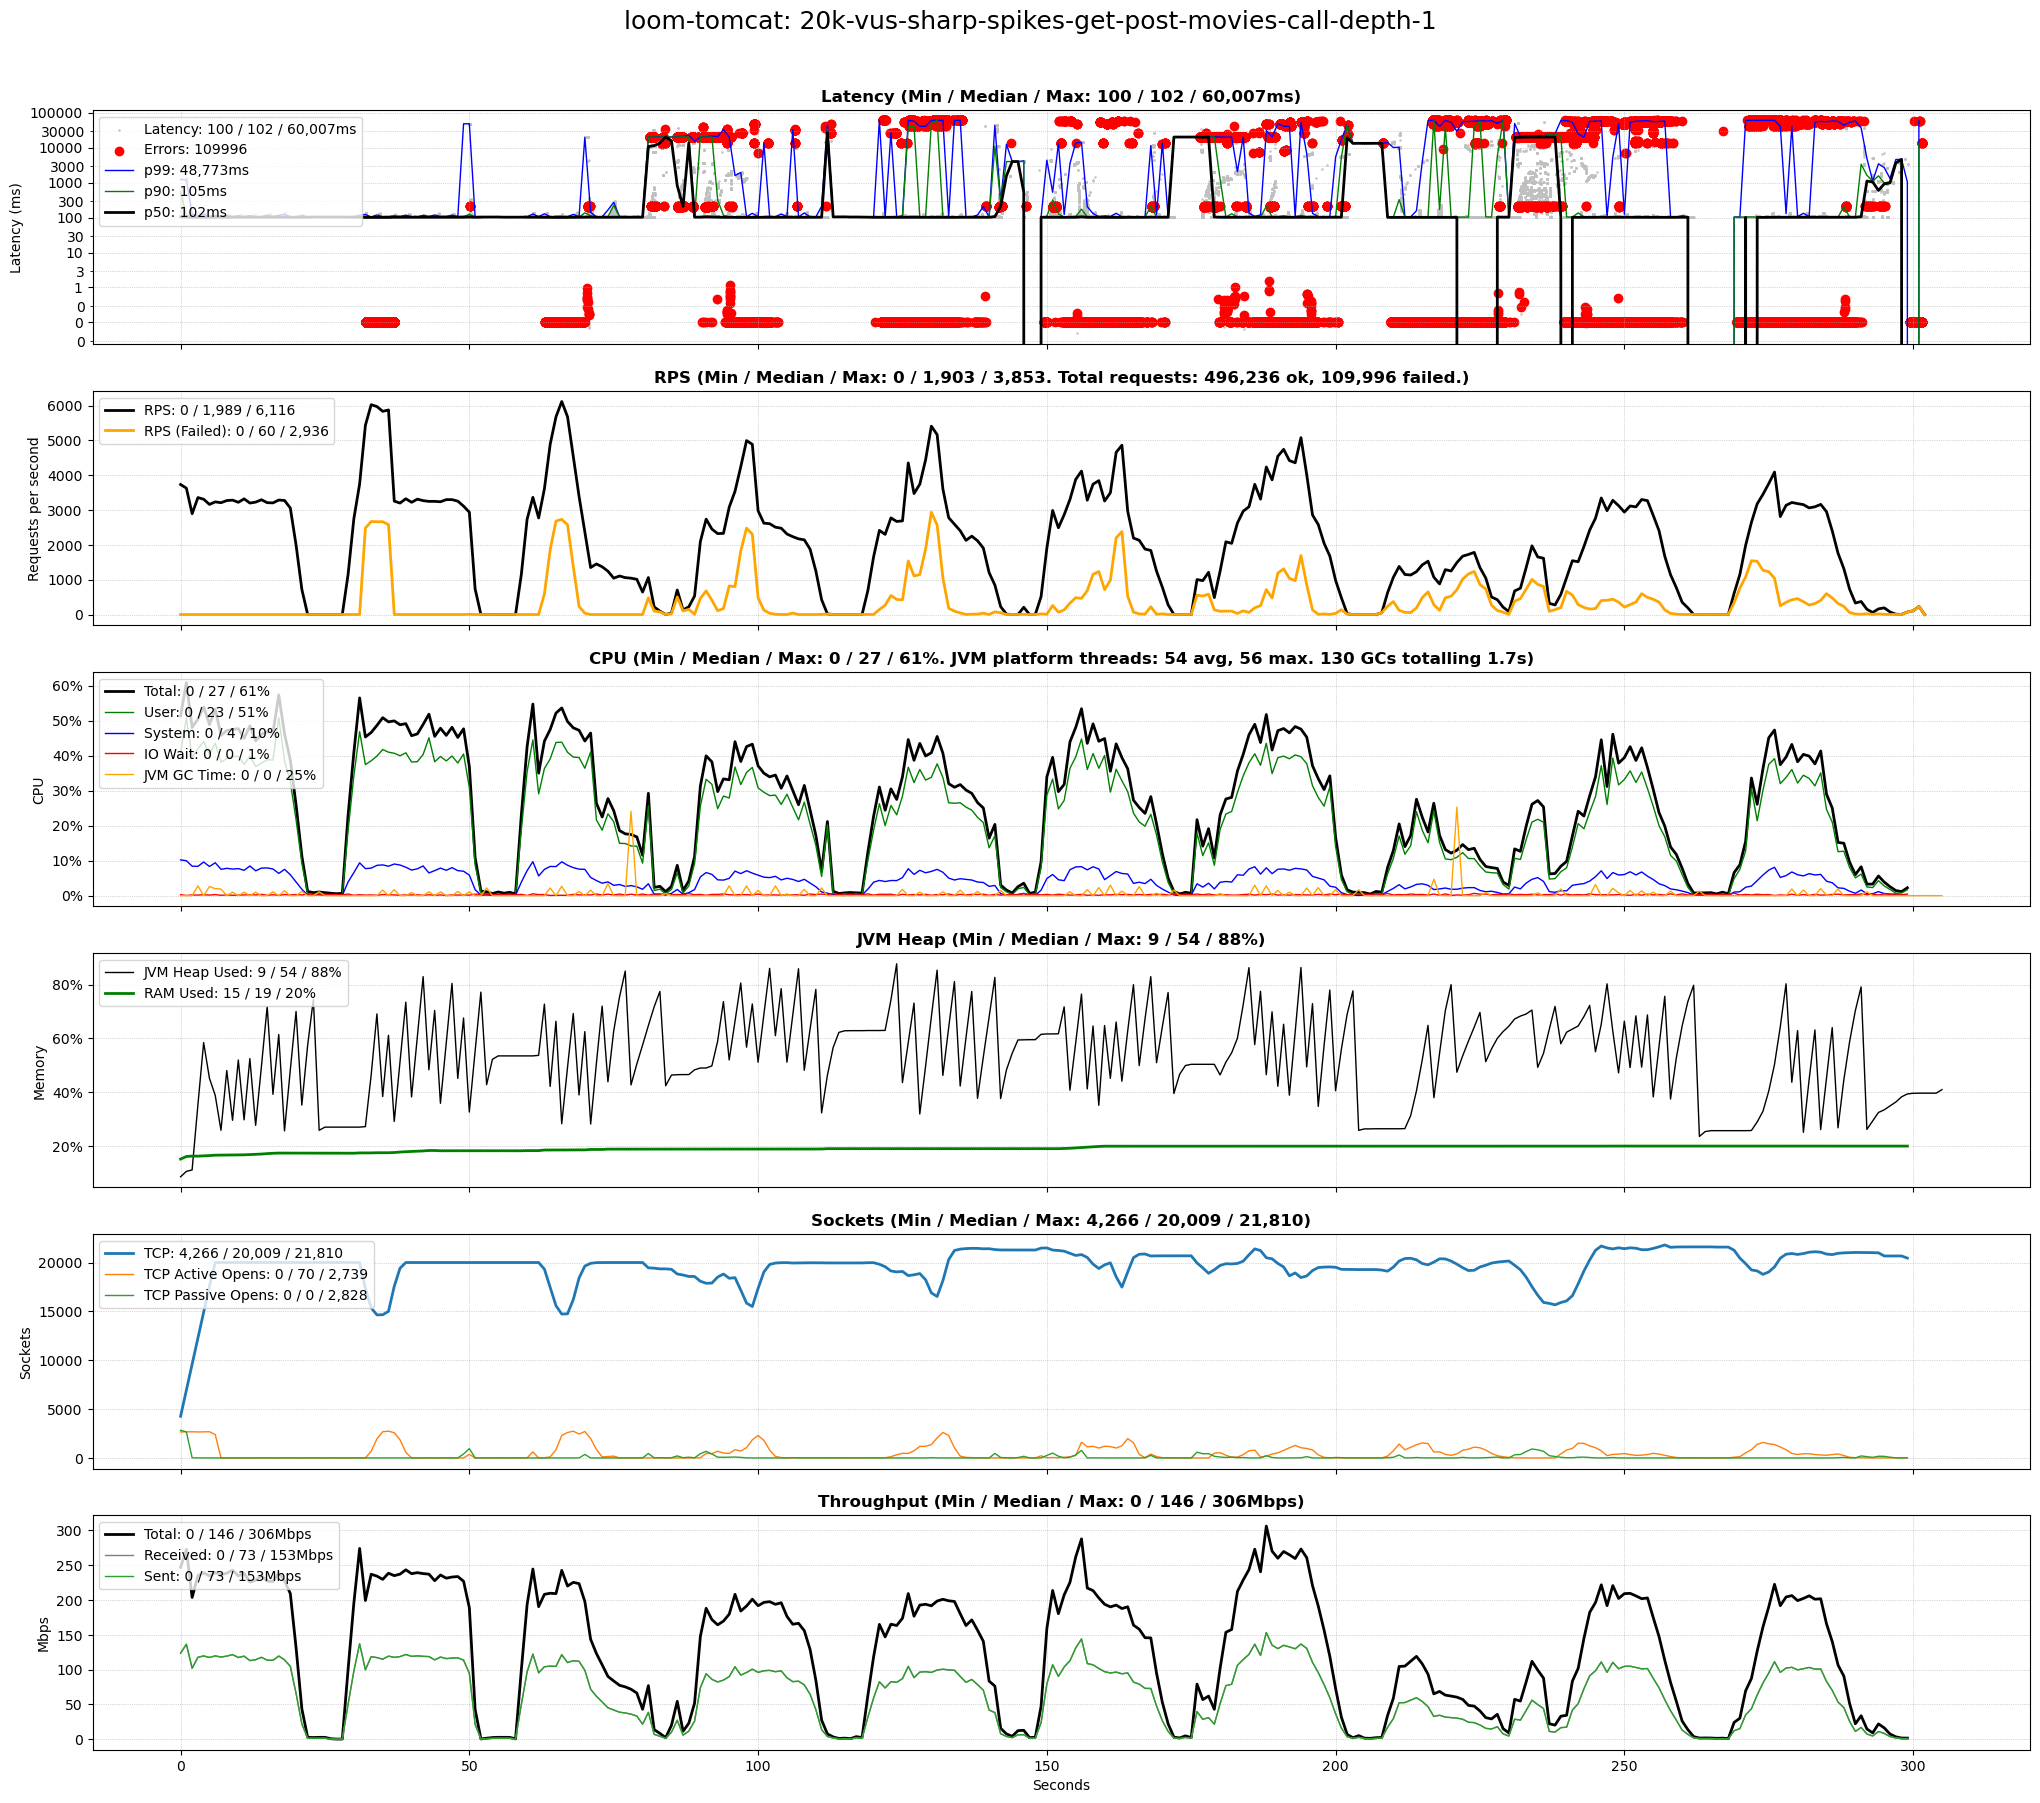 loom-tomcat: 20k-vus-sharp-spikes-get-post-movies-call-depth-1
Latency (Min / Median / Max: 100 / 102 / 60,007ms)
Latency (ms)
100000
30000
10000
3000
1000
300
100
30
10
3
1
0
0
0
Latency: 100 / 102 / 60,007ms
Errors: 109996
p99: 48,773ms
p90: 105ms
p50: 102ms
RPS (Min / Median / Max: 0 / 1,903 / 3,853. Total requests: 496,236 ok, 109,996 failed.)
Requests per second
6000
5000
4000
3000
2000
1000
0
RPS: 0 / 1,989 / 6,116
RPS (Failed): 0 / 60 / 2,936
CPU (Min / Median / Max: 0 / 27 / 61%. JVM platform threads: 54 avg, 56 max. 130 GCs totalling 1.7s)
CPU
60%
50%
40%
30%
20%
10%
0%
Total: 0 / 27 / 61%
User: 0 / 23 / 51%
System: 0 / 4 / 10%
IO Wait: 0 / 0 / 1%
JVM GC Time: 0 / 0 / 25%
JVM Heap (Min / Median / Max: 9 / 54 / 88%)
Memory
80%
60%
40%
20%
JVM Heap Used: 9 / 54 / 88%
RAM Used: 15 / 19 / 20%
Sockets (Min / Median / Max: 4,266 / 20,009 / 21,810)
Sockets
20000
15000
10000
5000
0
TCP: 4,266 / 20,009 / 21,810
TCP Active Opens: 0 / 70 / 2,739
TCP Passive Opens: 0 / 0 / 2,828
Throughput (Min / Median / Max: 0 / 146 / 306Mbps)
Mbps
300
250
200
150
100
50
0
Total: 0 / 146 / 306Mbps
Received: 0 / 73 / 153Mbps
Sent: 0 / 73 / 153Mbps
0 50 100 150 200 250 300
Seconds